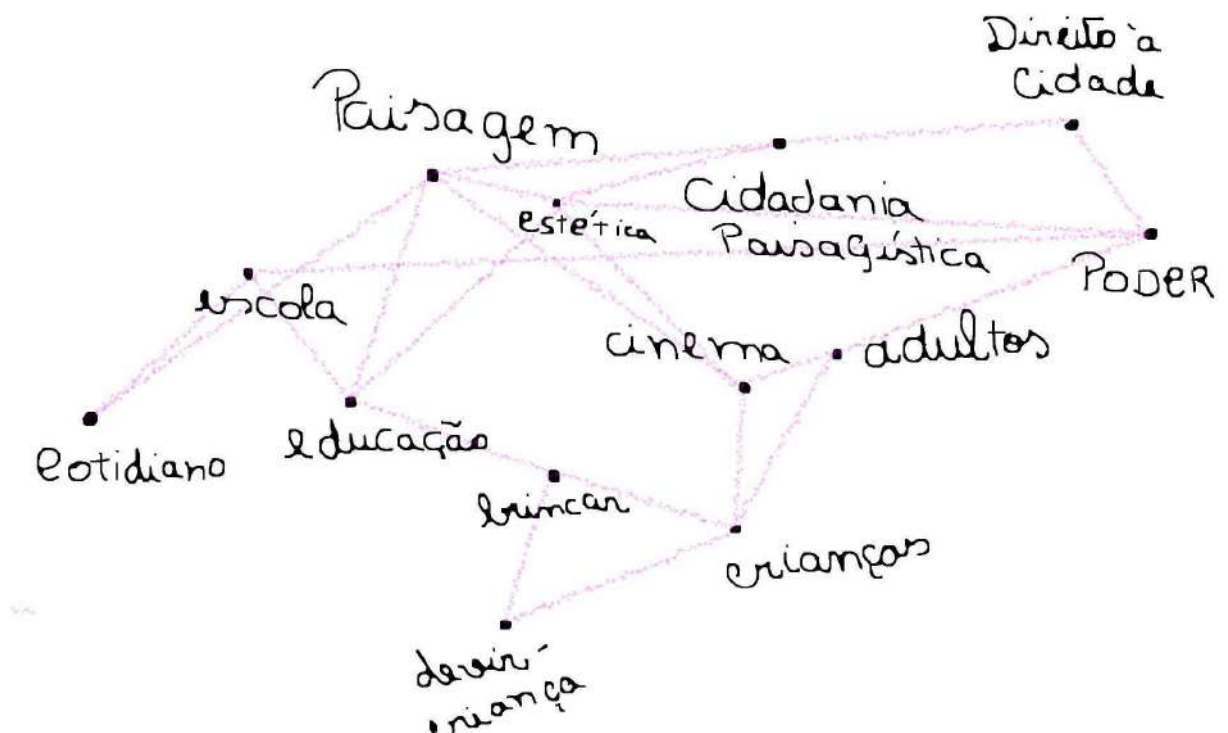 Direito à
Cidade
Paisagem
Cidadania
Paisagística
estética
PODER
escola
cinema
adultos
educação
Cotidiano
brincar
crianças
devir-
criança